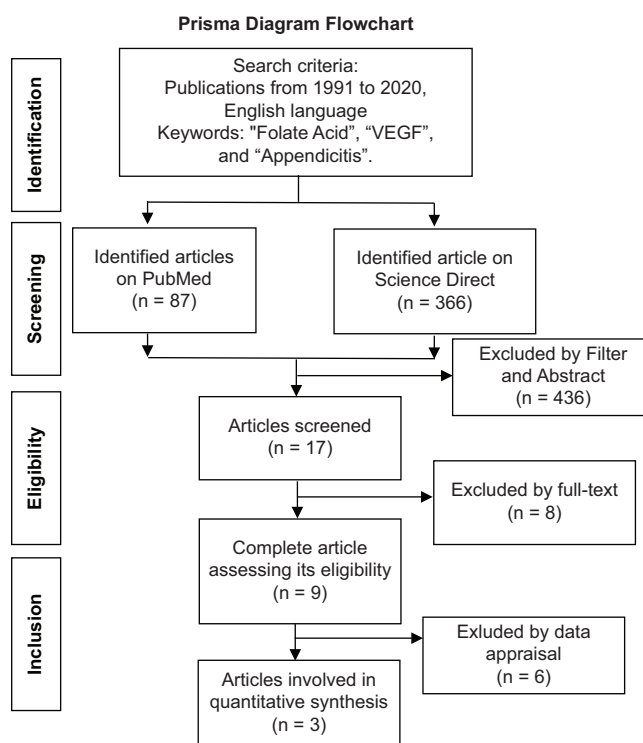 Prisma Diagram Flowchart
Identification
Search criteria:
Publications from 1991 to 2020,
English language
Keywords: "Folate Acid”, “VEGF”,
and “Appendicitis”.
Screening
Identified articles
on PubMed
(n = 87)
Identified article on
Science Direct
(n = 366)
Excluded by Filter
and Abstract
(n = 436)
Eligibility
Articles screened
(n = 17)
Excluded by full-text
(n = 8)
Complete article
assessing its eligibility
(n = 9)
Inclusion
Exluded by data
appraisal
(n = 6)
Articles involved in
quantitative synthesis
(n = 3)